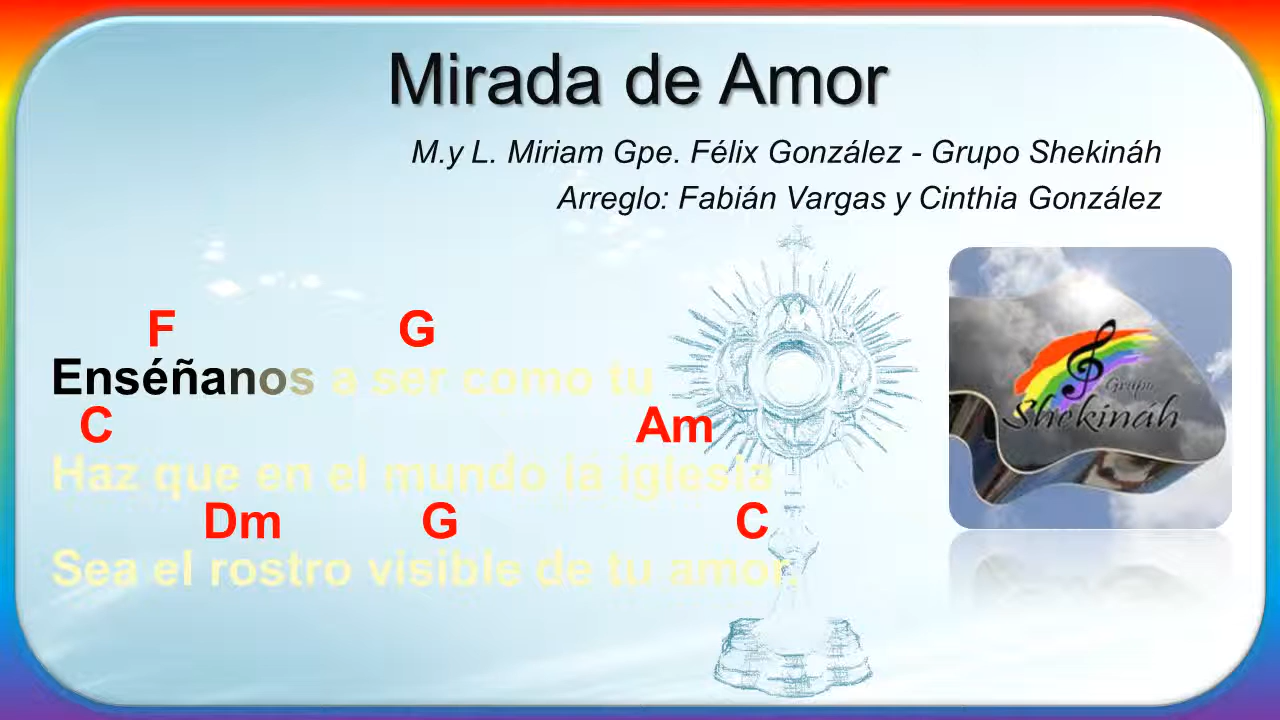 Mirada de Amor
M.y L. Miriam Gpe. Félix González - Grupo Shekináh
Arreglo: Fabián Vargas y Cinthia González
F G
Enséñanos a ser como tu
C Am
Haz que en el mundo la iglesia
Dm G C
Sea el rostro visible de tu amor.
Grupo
Shekináh